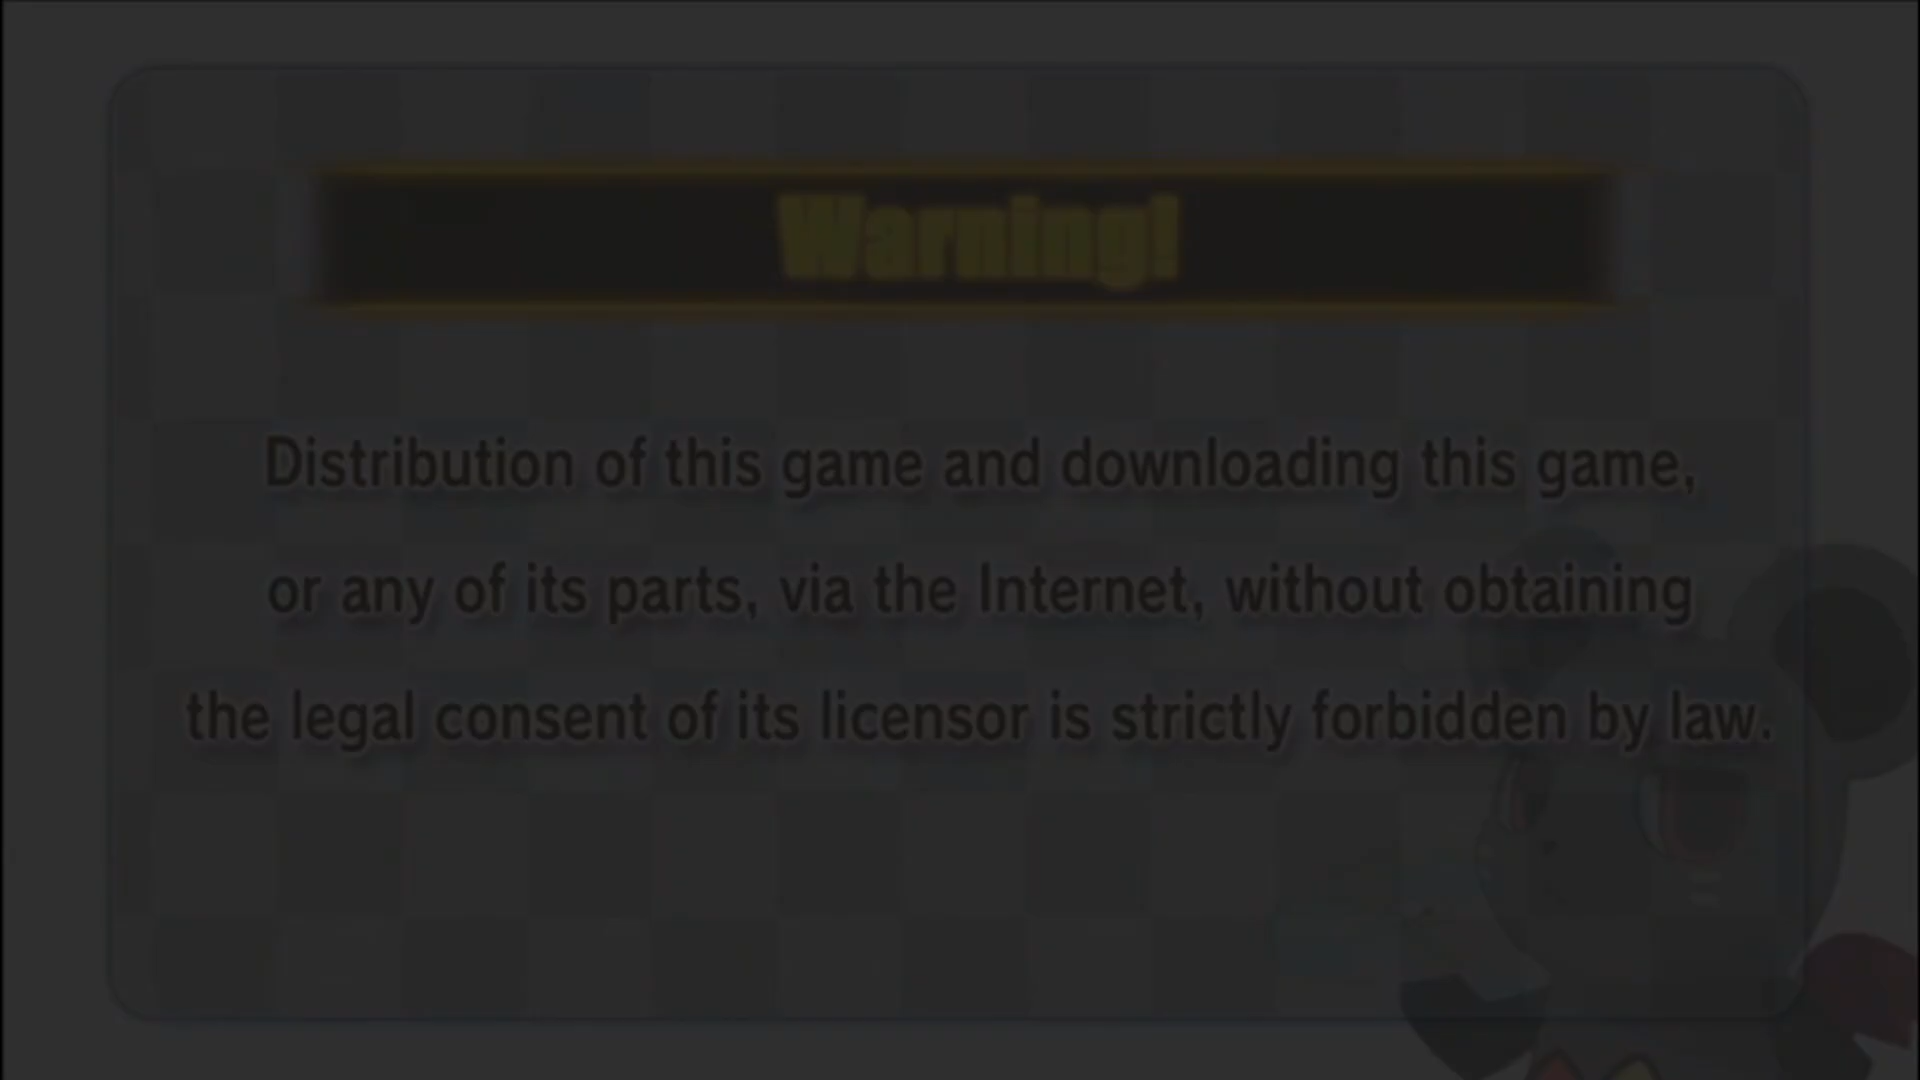 Warning!
Distribution of this game and downloading this game,
or any of its parts, via the Internet, without obtaining
the legal consent of its licensor is strictly forbidden by law.